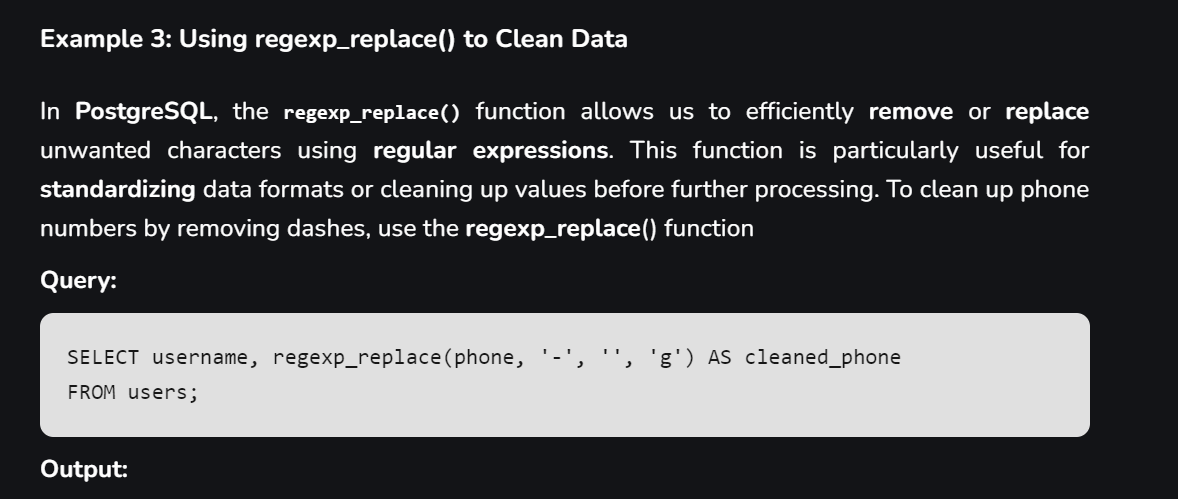 Example 3: Using regexp_replace() to Clean Data
In PostgreSQL, the regexp_replace() function allows us to efficiently remove or replace
unwanted characters using regular expressions. This function is particularly useful for
standardizing data formats or cleaning up values before further processing. To clean up phone
numbers by removing dashes, use the regexp_replace() function
Query:
SELECT username, regexp_replace(phone, '-', '', 'g') AS cleaned_phone
FROM users;
Output: